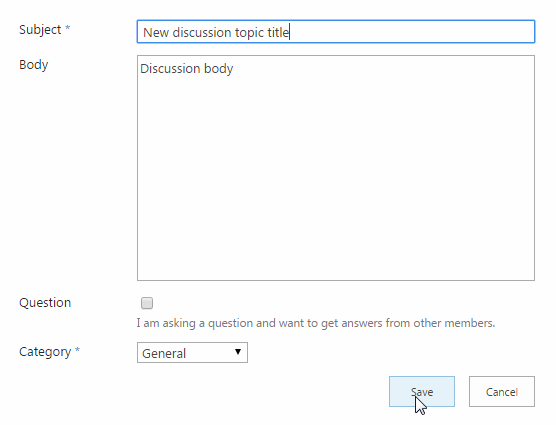 Subject *
New discussion topic title
Body
Discussion body
Question
I am asking a question and want to get answers from other members.
Category *
General
Save
Cancel